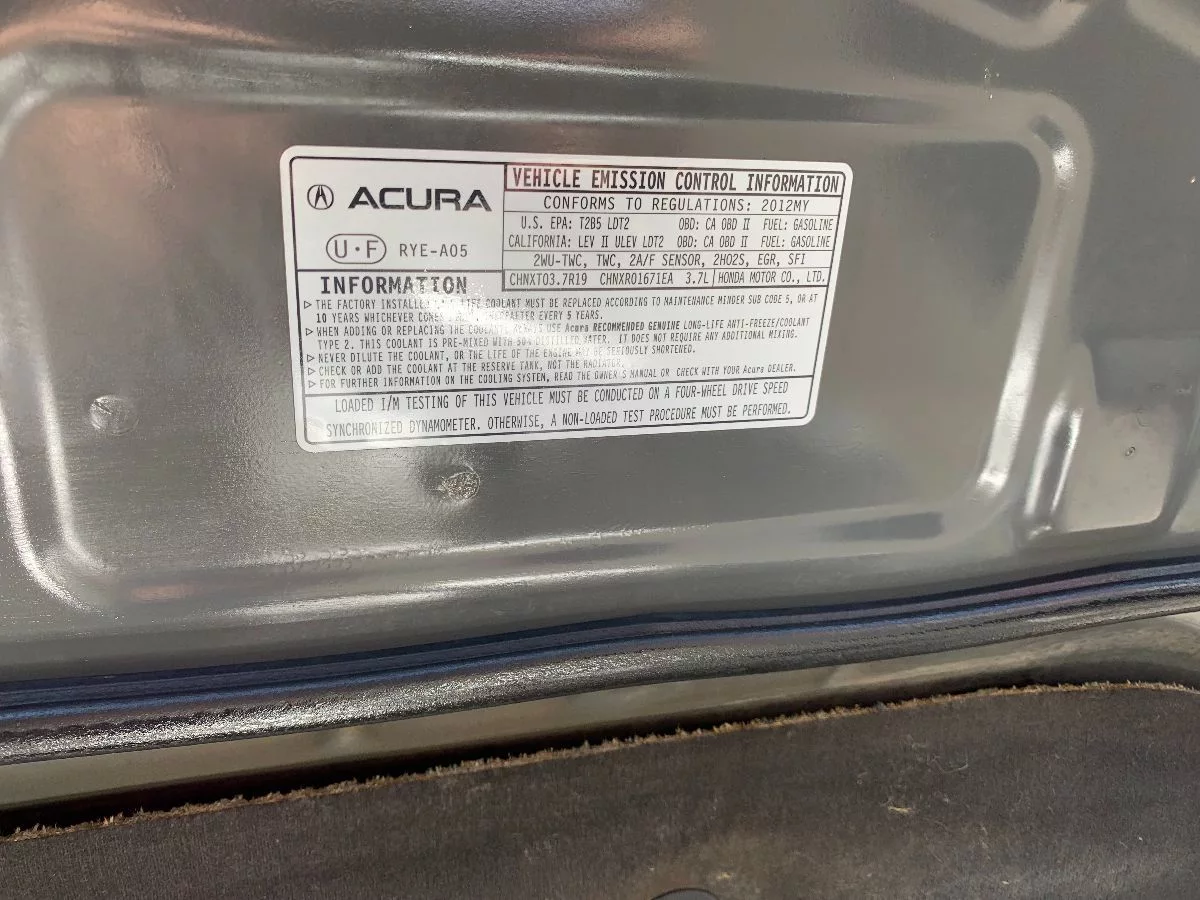 ACURA
U·F RYE-A05
VEHICLE EMISSION CONTROL INFORMATION
CONFORMS TO REGULATIONS: 2012MY
U.S. EPA: T2B5 LDT2 OBD: CA OBD II FUEL: GASOLINE
CALIFORNIA: LEV II ULEV LDT2 OBD: CA OBD II FUEL: GASOLINE
2WU-TWC, TWC, 2A/F SENSOR, 2HO2S, EGR, SFI
CHNXT03.7R19 CHNXR01671EA 3.7L HONDA MOTOR CO., LTD.
INFORMATION
▷ THE FACTORY INSTALLED LIFE COOLANT MUST BE REPLACED ACCORDING TO MAINTENANCE MINDER SUB CODE 5, OR AT
10 YEARS WHICHEVER COMES THEREAFTER EVERY 5 YEARS.
▷ WHEN ADDING OR REPLACING THE COOLANT, ALWAYS USE Acura RECOMMENDED GENUINE LONG-LIFE ANTI-FREEZE/COOLANT
TYPE 2. THIS COOLANT IS PRE-MIXED WITH 50% DISTILLED WATER. IT DOES NOT REQUIRE ANY ADDITIONAL MIXING.
▷ NEVER DILUTE THE COOLANT, OR THE LIFE OF THE ENGINE MAY BE SERIOUSLY SHORTENED.
▷ CHECK OR ADD THE COOLANT AT THE RESERVE TANK, NOT THE RADIATOR.
▷ FOR FURTHER INFORMATION ON THE COOLING SYSTEM, READ THE OWNER'S MANUAL OR CHECK WITH YOUR Acura DEALER.
LOADED I/M TESTING OF THIS VEHICLE MUST BE CONDUCTED ON A FOUR-WHEEL DRIVE SPEED
SYNCHRONIZED DYNAMOMETER. OTHERWISE, A NON-LOADED TEST PROCEDURE MUST BE PERFORMED.